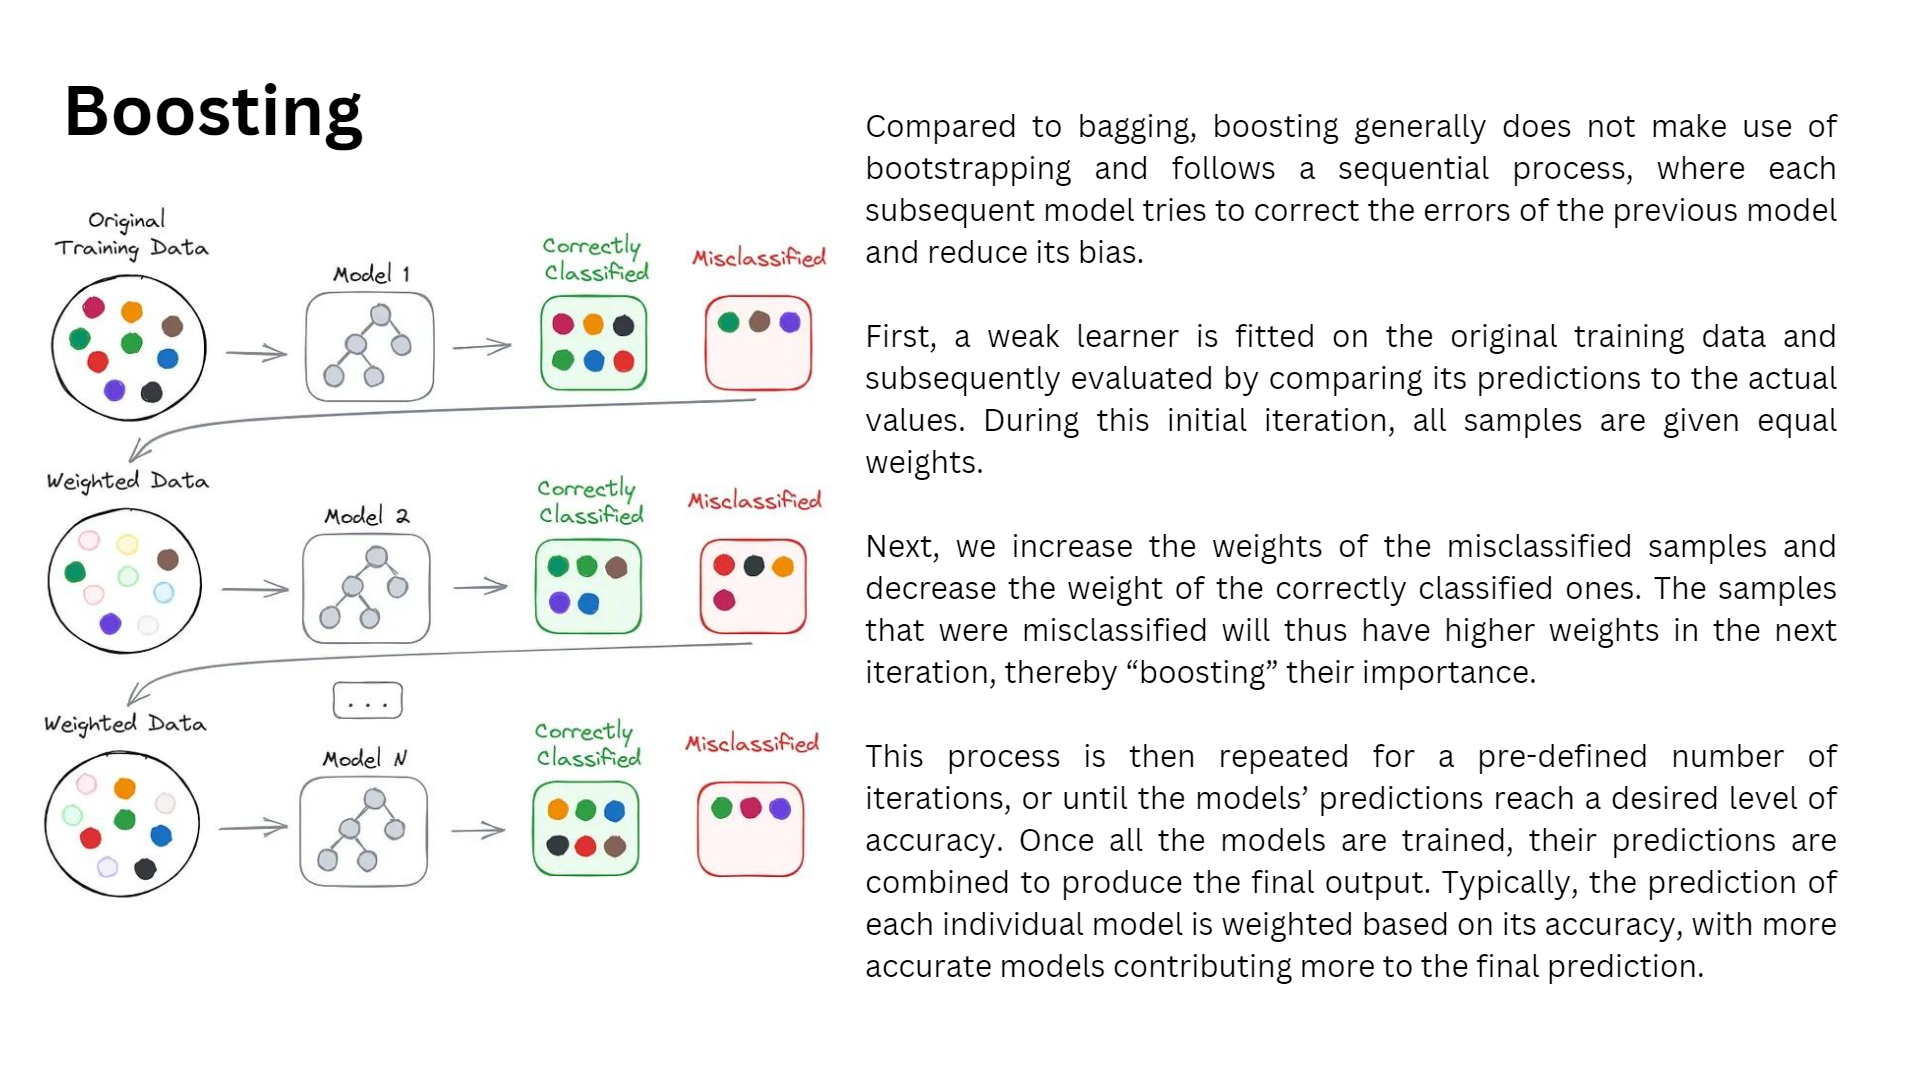 Boosting
Original
Training Data
Model 1
Correctly
Classified
Misclassified
Weighted Data
Model 2
Correctly
Classified
Misclassified
...
Weighted Data
Model N
Correctly
Classified
Misclassified
Compared to bagging, boosting generally does not make use of
bootstrapping and follows a sequential process, where each
subsequent model tries to correct the errors of the previous model
and reduce its bias.
First, a weak learner is fitted on the original training data and
subsequently evaluated by comparing its predictions to the actual
values. During this initial iteration, all samples are given equal
weights.
Next, we increase the weights of the misclassified samples and
decrease the weight of the correctly classified ones. The samples
that were misclassified will thus have higher weights in the next
iteration, thereby “boosting” their importance.
This process is then repeated for a pre-defined number of
iterations, or until the models’ predictions reach a desired level of
accuracy. Once all the models are trained, their predictions are
combined to produce the final output. Typically, the prediction of
each individual model is weighted based on its accuracy, with more
accurate models contributing more to the final prediction.